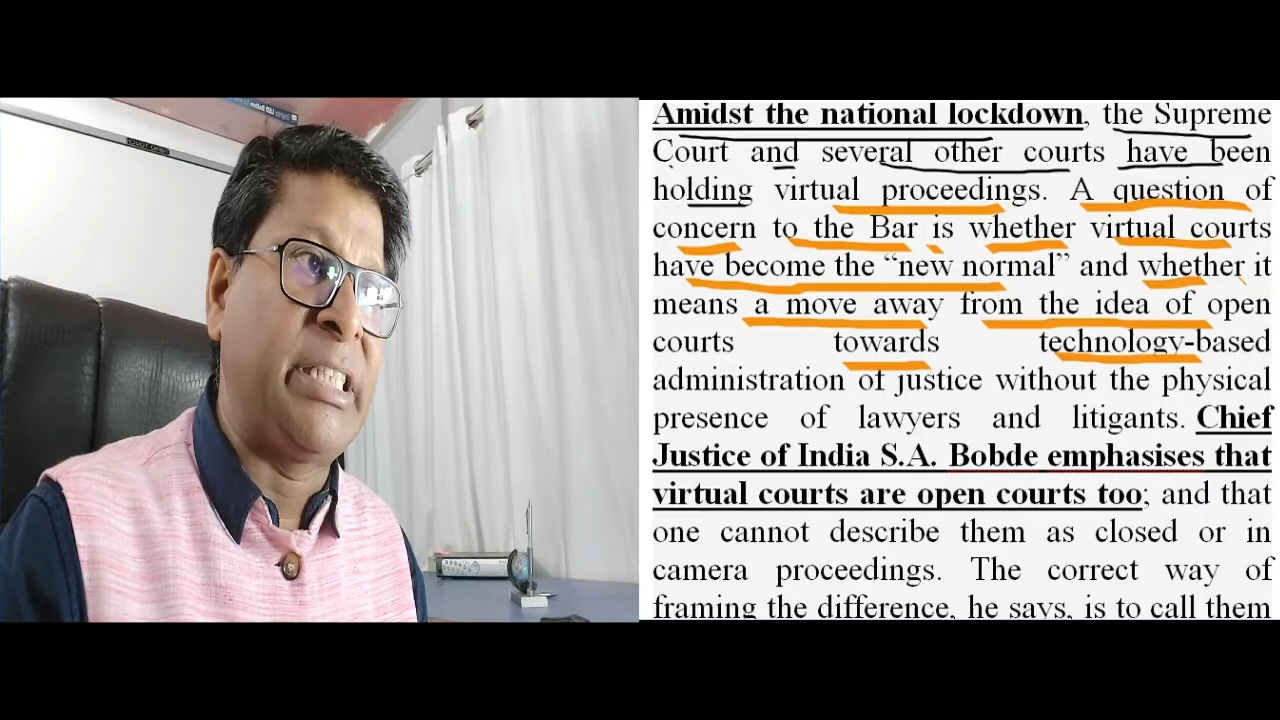 Amidst the national lockdown, the Supreme
Court and several other courts have been
holding virtual proceedings. A question of
concern to the Bar is whether virtual courts
have become the “new normal” and whether it
means a move away from the idea of open
courts towards technology-based
administration of justice without the physical
presence of lawyers and litigants. Chief
Justice of India S.A. Bobde emphasises that
virtual courts are open courts too; and that
one cannot describe them as closed or in
camera proceedings. The correct way of
framing the difference, he says, is to call them